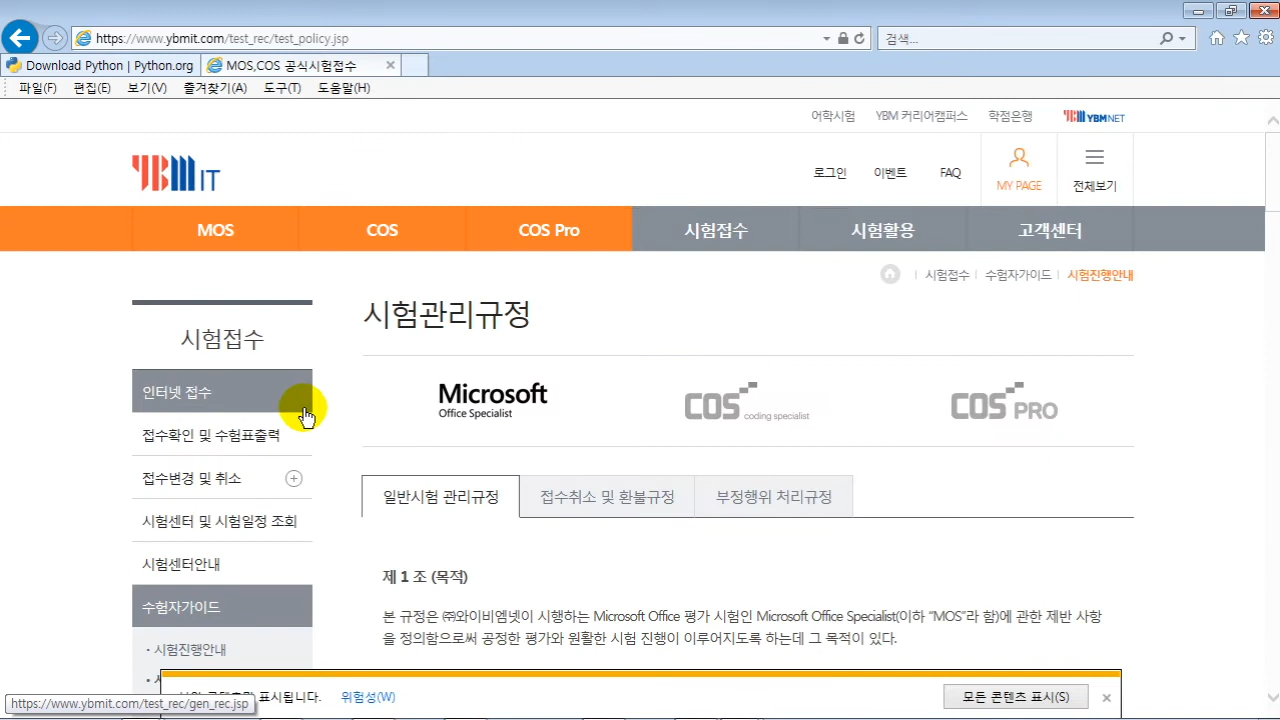 https://www.ybmit.com/test_rec/test_policy.jsp
검색...
Download Python | Python.org
MOS,COS 공식시험접수
파일(F) 편집(E) 보기(V) 즐겨찾기(A) 도구(T) 도움말(H)
어학시험 YBM 커리어캠퍼스 학점은행 YBMNET
YBM IT
로그인 이벤트 FAQ MY PAGE 전체보기
MOS COS COS Pro 시험접수 시험활용 고객센터
시험접수 수험자가이드 시험진행안내
시험관리규정
시험접수
인터넷 접수
접수확인 및 수험표출력
접수변경 및 취소
시험센터 및 시험일정 조회
시험센터안내
수험자가이드
· 시험진행안내
Microsoft
Office Specialist
COS coding specialist
COS PRO
일반시험 관리규정 접수취소 및 환불규정 부정행위 처리규정
제 1 조 (목적)
본 규정은 ㈜와이비엠넷이 시행하는 Microsoft Office 평가 시험인 Microsoft Office Specialist(이하 “MOS”라 함)에 관한 제반 사항
을 정의함으로써 공정한 평가와 원활한 시험 진행이 이루어지도록 하는데 그 목적이 있다.
표시됩니다. 위험성(W) 모든 콘텐츠 표시(S)
https://www.ybmit.com/test_rec/gen_rec.jsp